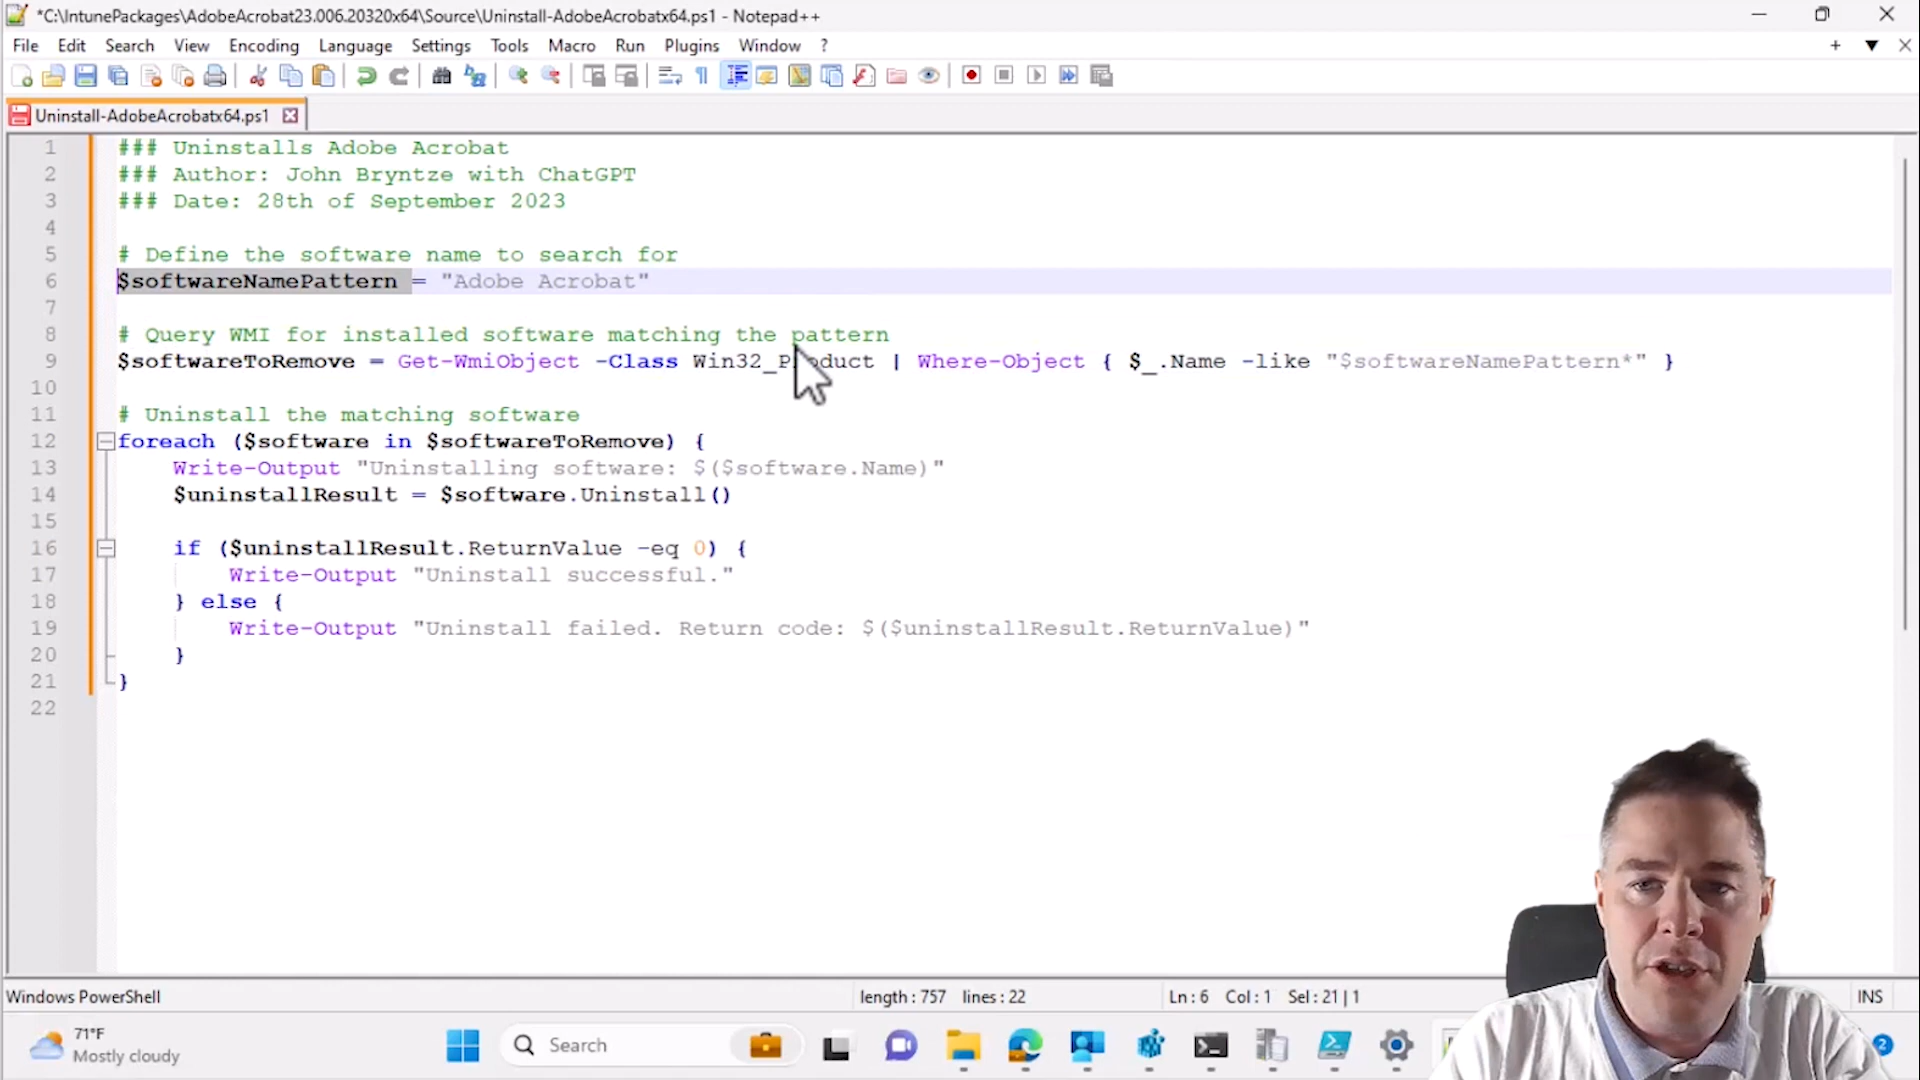 *C:\IntunePackages\AdobeAcrobat23.006.20320x64\Source\Uninstall-AdobeAcrobatx64.ps1 - Notepad++
File Edit Search View Encoding Language Settings Tools Macro Run Plugins Window ?
Uninstall-AdobeAcrobatx64.ps1
1 ### Uninstalls Adobe Acrobat
2 ### Author: John Bryntze with ChatGPT
3 ### Date: 28th of September 2023
4
5 # Define the software name to search for
6 $softwareNamePattern = "Adobe Acrobat"
7
8 # Query WMI for installed software matching the pattern
9 $softwareToRemove = Get-WmiObject -Class Win32_Product | Where-Object { $_.Name -like "$softwareNamePattern*" }
10
11 # Uninstall the matching software
12 foreach ($software in $softwareToRemove) {
13 Write-Output "Uninstalling software: $($software.Name)"
14 $uninstallResult = $software.Uninstall()
15
16 if ($uninstallResult.ReturnValue -eq 0) {
17 Write-Output "Uninstall successful."
18 } else {
19 Write-Output "Uninstall failed. Return code: $($uninstallResult.ReturnValue)"
20 }
21 }
22
Windows PowerShell length : 757 lines : 22 Ln : 6 Col : 1 Sel : 21 | 1 INS
71°F
Mostly cloudy
Search
2